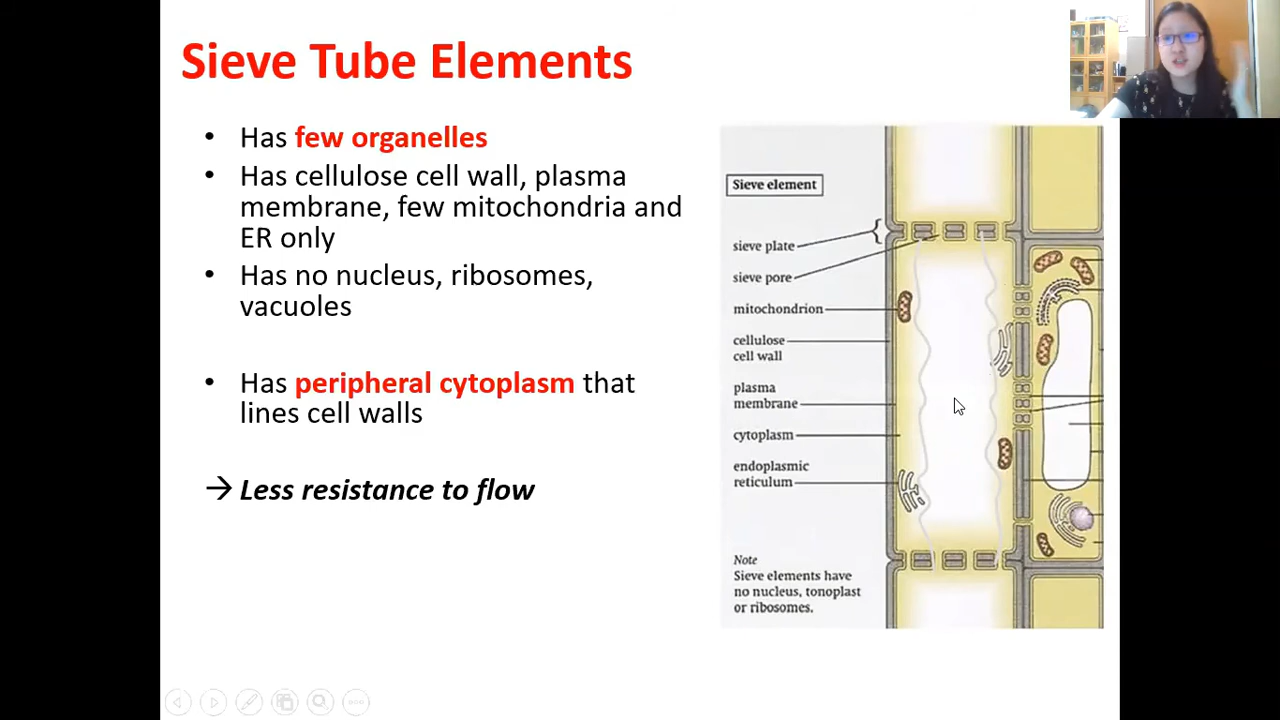 Sieve Tube Elements
• Has few organelles
• Has cellulose cell wall, plasma
membrane, few mitochondria and
ER only
• Has no nucleus, ribosomes,
vacuoles
• Has peripheral cytoplasm that
lines cell walls
→ Less resistance to flow
Sieve element
sieve plate
sieve pore
mitochondrion
cellulose
cell wall
plasma
membrane
cytoplasm
endoplasmic
reticulum
Note
Sieve elements have
no nucleus, tonoplast
or ribosomes.